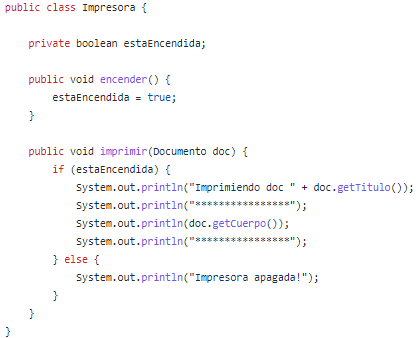 public class Impresora {
private boolean estaEncendida;
public void encender() {
estaEncendida = true;
}
public void imprimir(Documento doc) {
if (estaEncendida) {
System.out.println("Imprimiendo doc " + doc.getTitulo());
System.out.println("****************");
System.out.println(doc.getCuerpo());
System.out.println("****************");
} else {
System.out.println("Impresora apagada!");
}
}
}